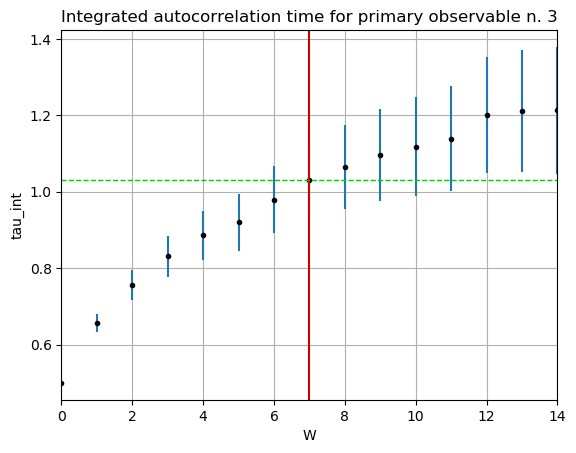 Integrated autocorrelation time for primary observable n. 3
tau_int
1.4
1.2
1.0
0.8
0.6
0 2 4 6 8 10 12 14
W